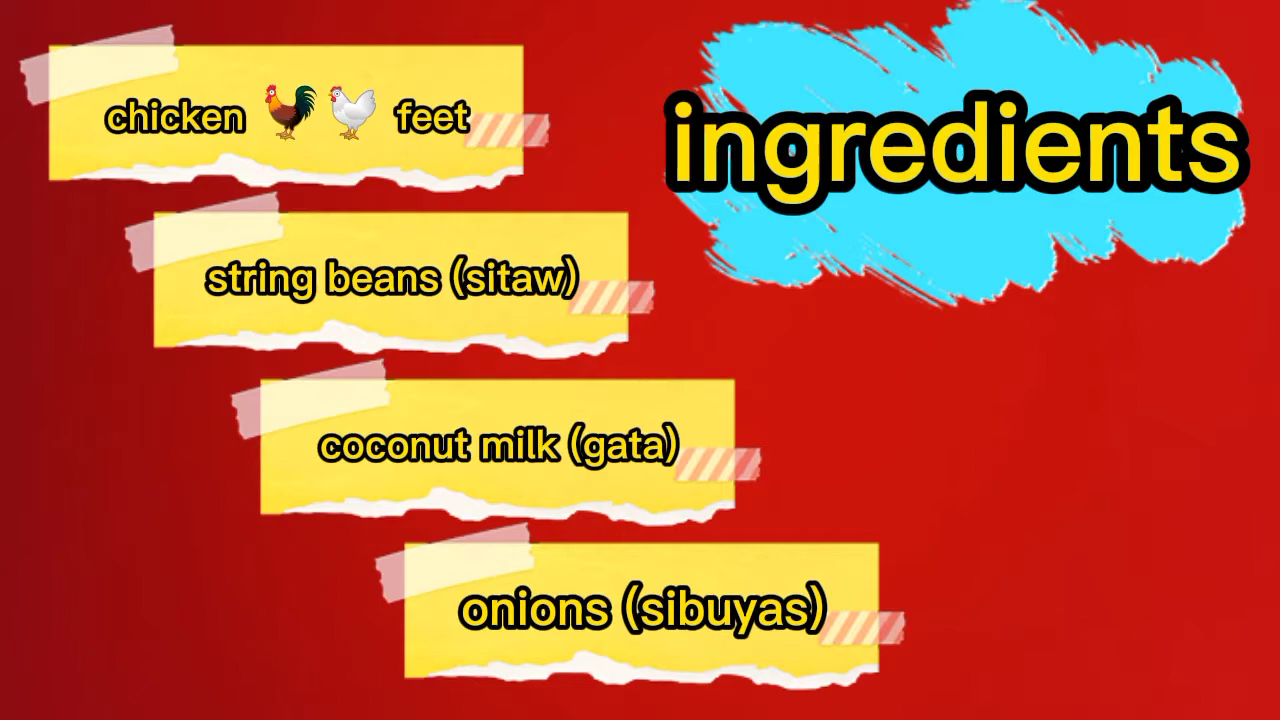 ingredients
chicken 🐓🐔 feet
string beans (sitaw)
coconut milk (gata)
onions (sibuyas)